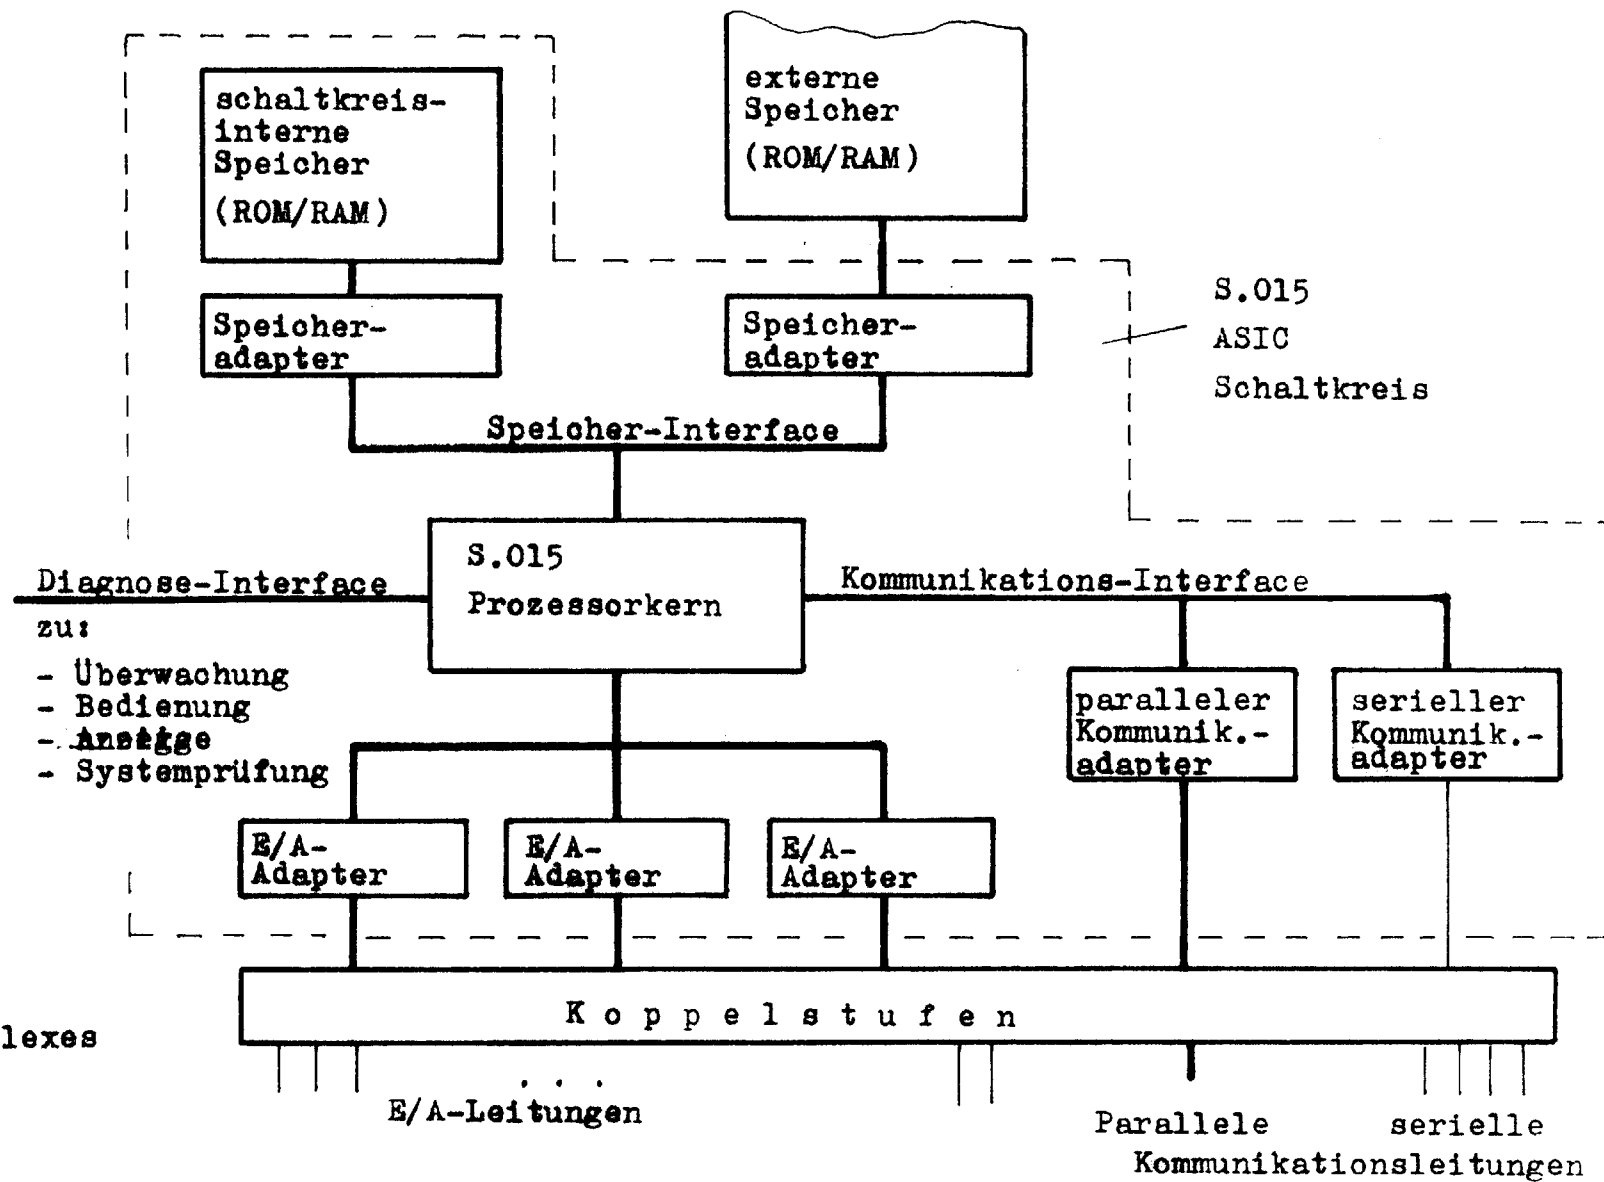 schaltkreis-
interne
Speicher
(ROM/RAM)
externe
Speicher
(ROM/RAM)
Speicher-
adapter
Speicher-
adapter
S.015
ASIC
Schaltkreis
Speicher-Interface
S.015
Prozessorkern
Diagnose-Interface
zu:
- Überwachung
- Bedienung
- Anzeige
- Systemprüfung
Kommunikations-Interface
paralleler
Kommunik.-
adapter
serieller
Kommunik.-
adapter
E/A-
Adapter
E/A-
Adapter
E/A-
Adapter
Koppelstufen
lexes
. . .
E/A-Leitungen
Parallele serielle
Kommunikationsleitungen